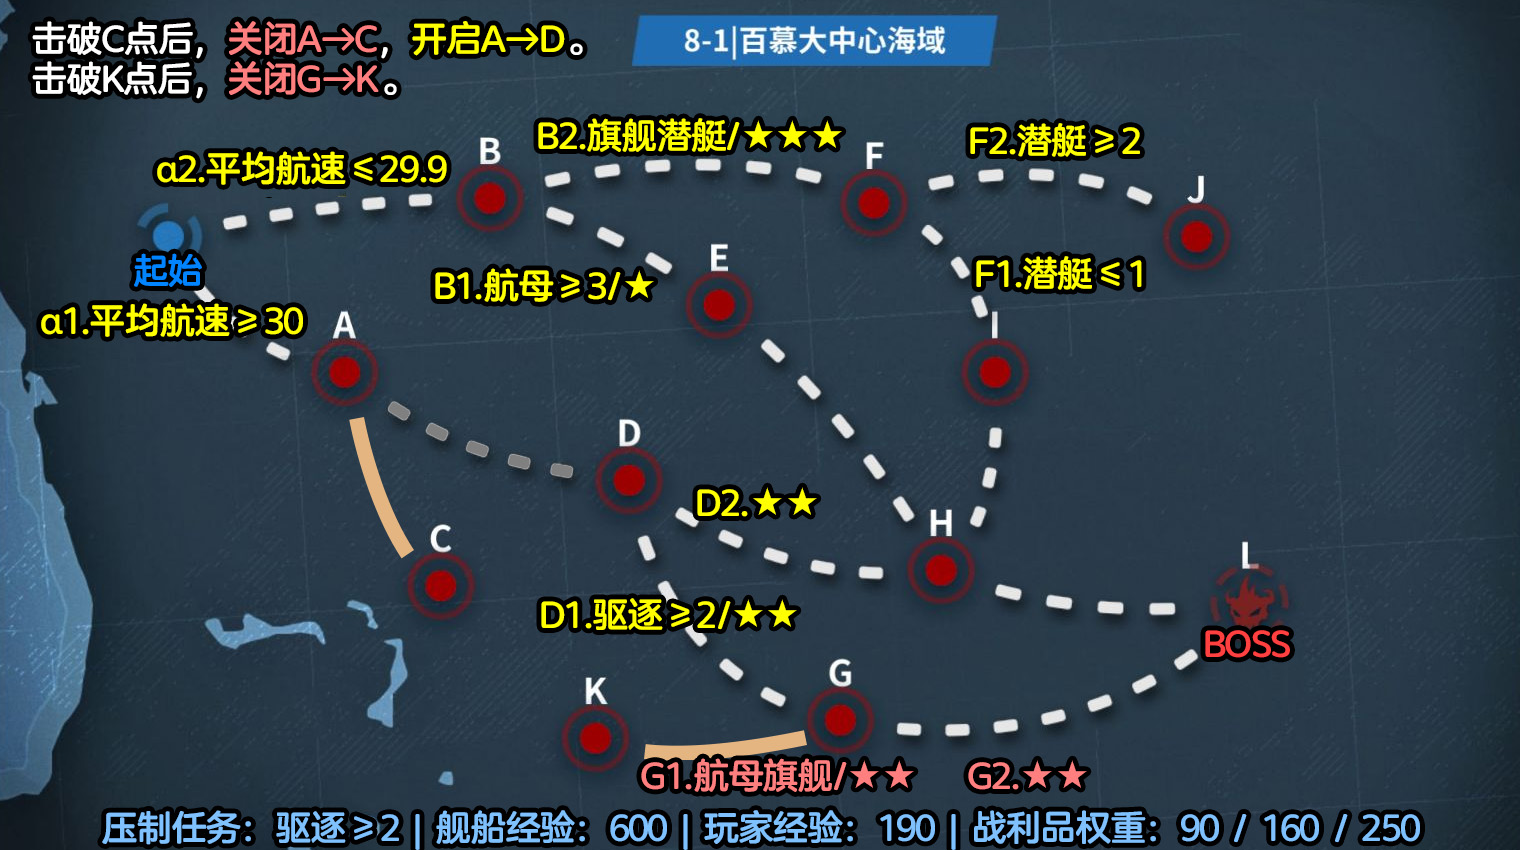 击破C点后，关闭A→C，开启A→D。
击破K点后，关闭G→K。
8-1|百慕大中心海域
B2.旗舰潜艇/★★★
F2.潜艇≥2
α2.平均航速≤29.9
B
F
J
起始
E
B1.航母≥3/★
F1.潜艇≤1
α1.平均航速≥30
A
I
D
D2.★★
H
C
L
D1.驱逐≥2/★★
BOSS
K
G
G1.航母旗舰/★★
G2.★★
压制任务：驱逐≥2 | 舰船经验：600 | 玩家经验：190 | 战利品权重：90 / 160 / 250